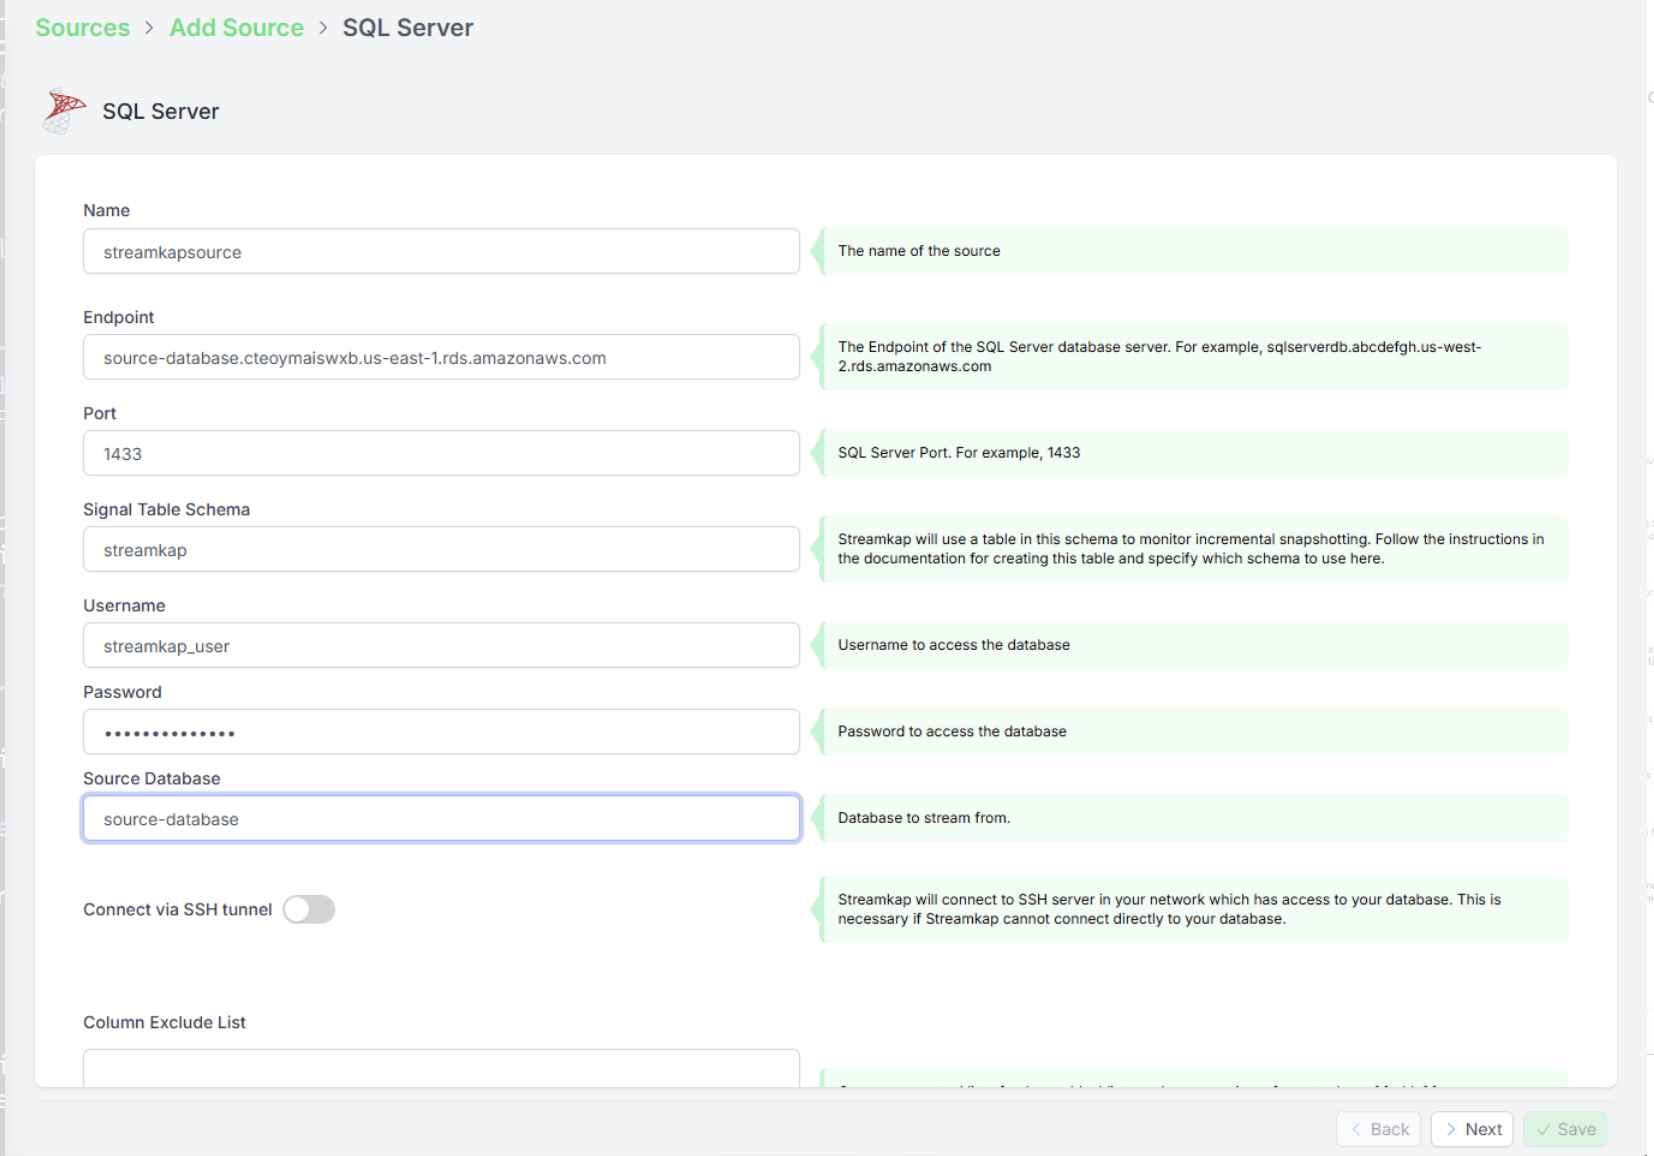 Sources > Add Source > SQL Server
SQL Server
Name
streamkapsource
The name of the source
Endpoint
source-database.cteoymaiswxb.us-east-1.rds.amazonaws.com
The Endpoint of the SQL Server database server. For example, sqlserverdb.abcdefgh.us-west-
2.rds.amazonaws.com
Port
1433
SQL Server Port. For example, 1433
Signal Table Schema
streamkap
Streamkap will use a table in this schema to monitor incremental snapshotting. Follow the instructions in
the documentation for creating this table and specify which schema to use here.
Username
streamkap_user
Username to access the database
Password
••••••••••••••
Password to access the database
Source Database
source-database
Database to stream from.
Connect via SSH tunnel
Streamkap will connect to SSH server in your network which has access to your database. This is
necessary if Streamkap cannot connect directly to your database.
Column Exclude List
Back
Next
Save